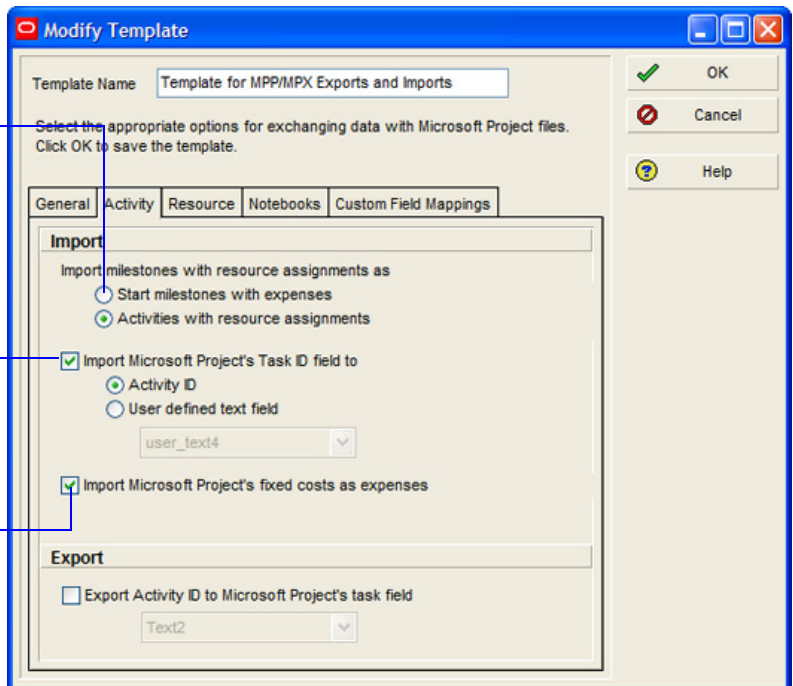 Modify Template
Template Name Template for MPP/MPX Exports and Imports
OK
Cancel
Help
Select the appropriate options for exchanging data with Microsoft Project files.
Click OK to save the template.
General Activity Resource Notebooks Custom Field Mappings
Import
Import milestones with resource assignments as
Start milestones with expenses
Activities with resource assignments
Import Microsoft Project's Task ID field to
Activity ID
User defined text field
user_text4
Import Microsoft Project's fixed costs as expenses
Export
Export Activity ID to Microsoft Project's task field
Text2